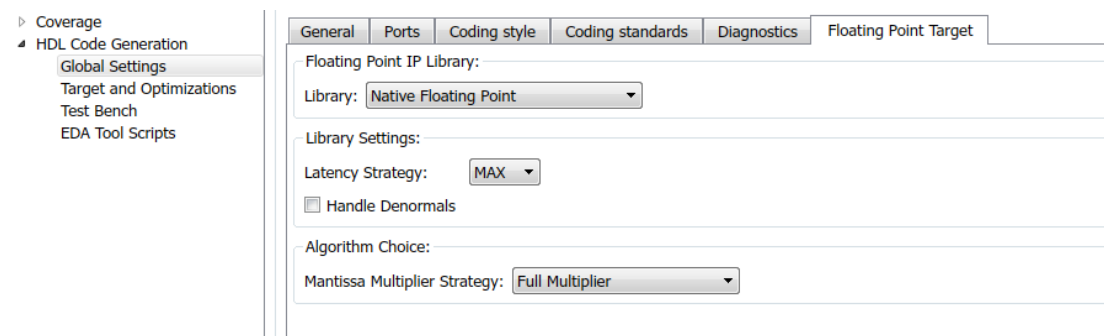 Coverage
HDL Code Generation
Global Settings
Target and Optimizations
Test Bench
EDA Tool Scripts
General Ports Coding style Coding standards Diagnostics Floating Point Target
Floating Point IP Library:
Library: Native Floating Point
Library Settings:
Latency Strategy: MAX
Handle Denormals
Algorithm Choice:
Mantissa Multiplier Strategy: Full Multiplier